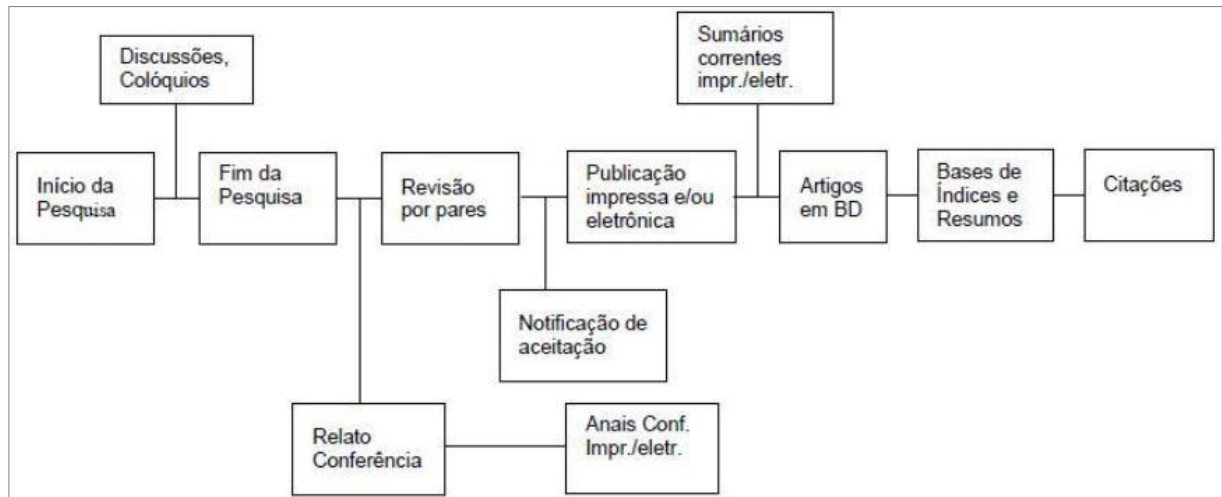 Discussões,
Colóquios
Sumários
correntes
impr./eletr.
Início da
Pesquisa
Fim da
Pesquisa
Revisão
por pares
Publicação
impressa e/ou
eletrônica
Artigos
em BD
Bases de
Índices e
Resumos
Citações
Notificação de
aceitação
Relato
Conferência
Anais Conf.
Impr./eletr.